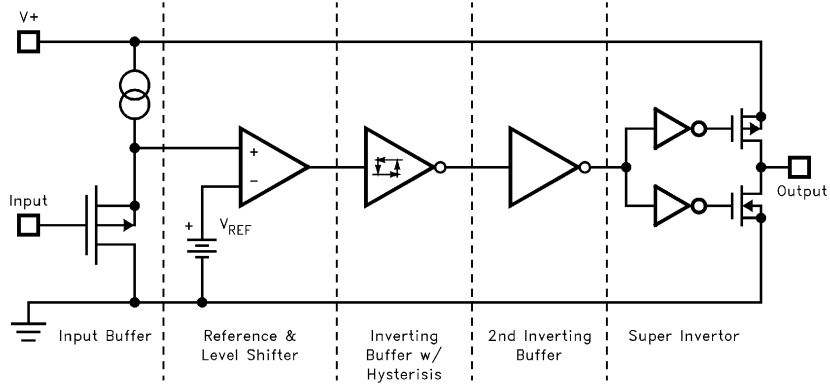 V+
Input
+
−
+
VREF
Output
Input Buffer
Reference &
Level Shifter
Inverting
Buffer w/
Hysterisis
2nd Inverting
Buffer
Super Invertor